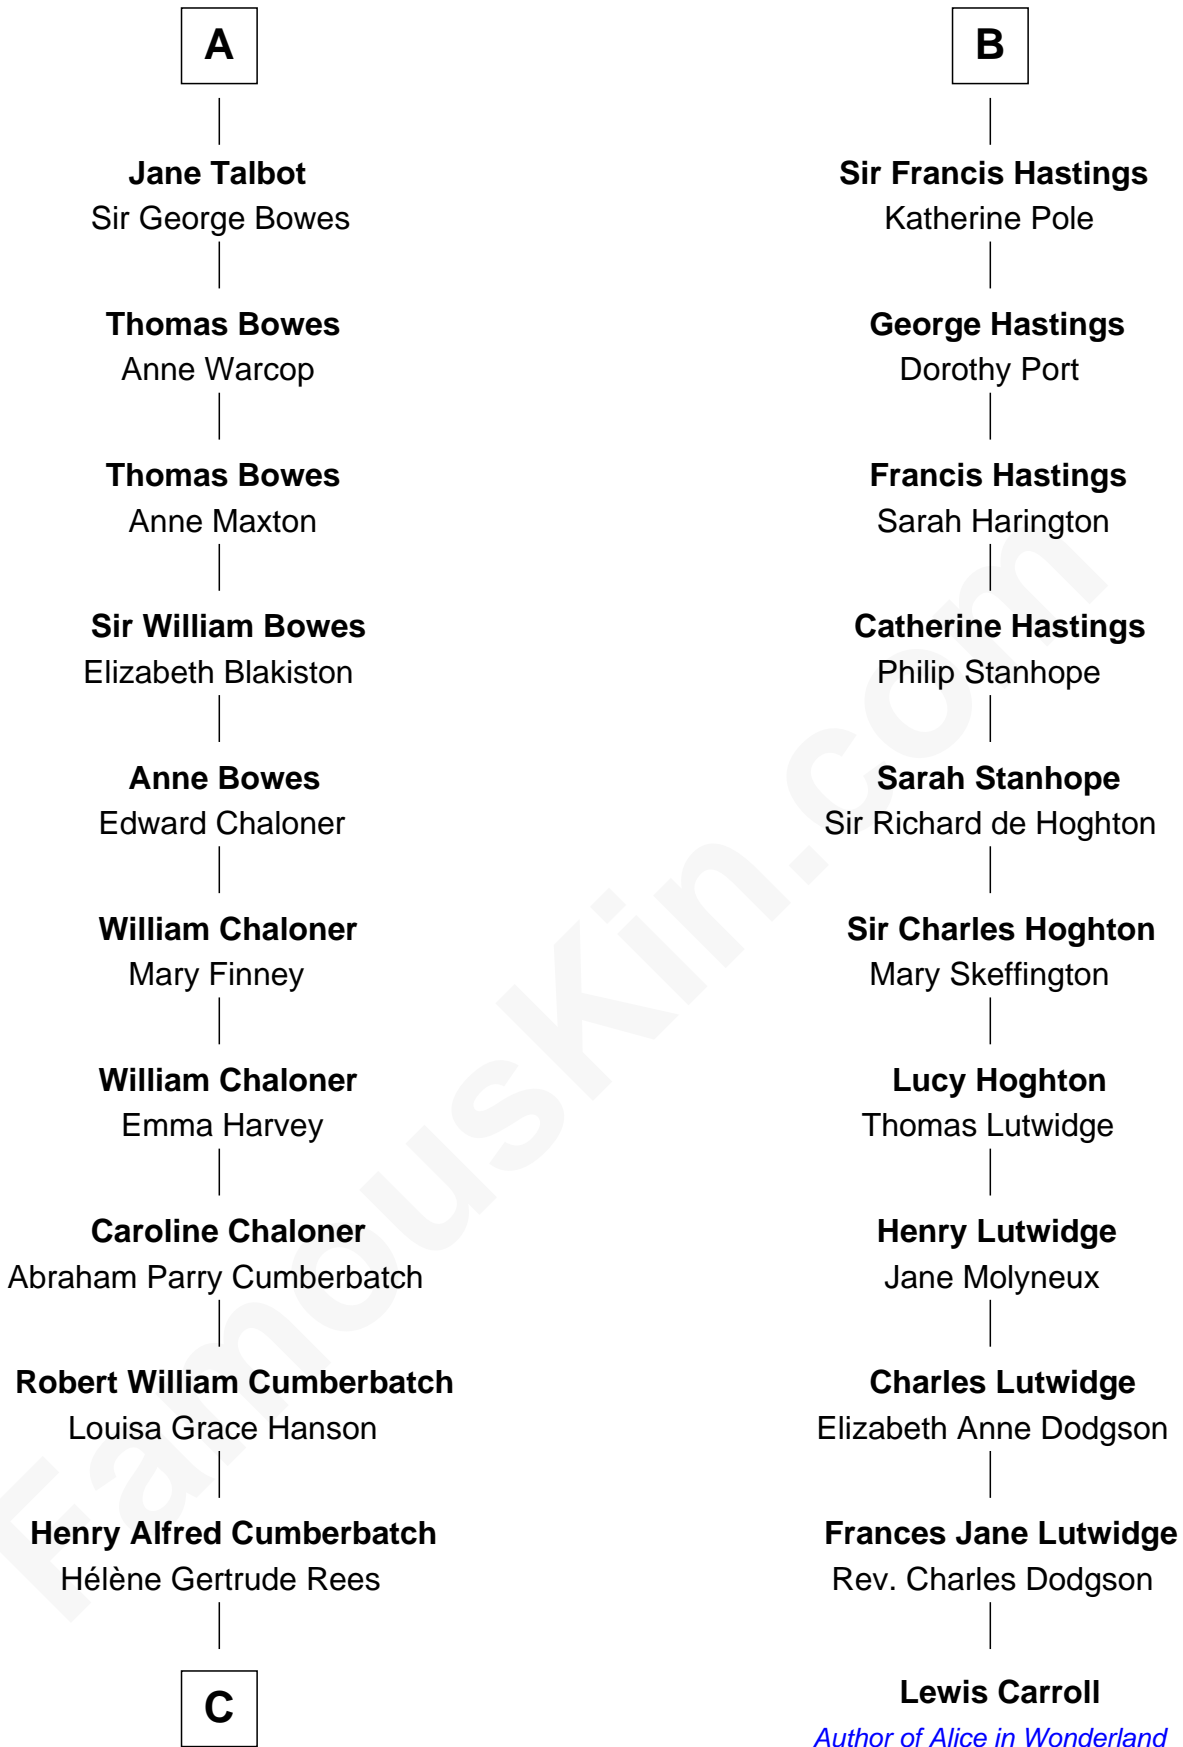 A
Jane Talbot
Sir George Bowes
Thomas Bowes
Anne Warcop
Thomas Bowes
Anne Maxton
Sir William Bowes
Elizabeth Blakiston
Anne Bowes
Edward Chaloner
William Chaloner
Mary Finney
William Chaloner
Emma Harvey
Caroline Chaloner
Abraham Parry Cumberbatch
Robert William Cumberbatch
Louisa Grace Hanson
Henry Alfred Cumberbatch
Hélène Gertrude Rees
C
B
Sir Francis Hastings
Katherine Pole
George Hastings
Dorothy Port
Francis Hastings
Sarah Harington
Catherine Hastings
Philip Stanhope
Sarah Stanhope
Sir Richard de Hoghton
Sir Charles Hoghton
Mary Skeffington
Lucy Hoghton
Thomas Lutwidge
Henry Lutwidge
Jane Molyneux
Charles Lutwidge
Elizabeth Anne Dodgson
Frances Jane Lutwidge
Rev. Charles Dodgson
Lewis Carroll
Author of Alice in Wonderland
FamousKin.com